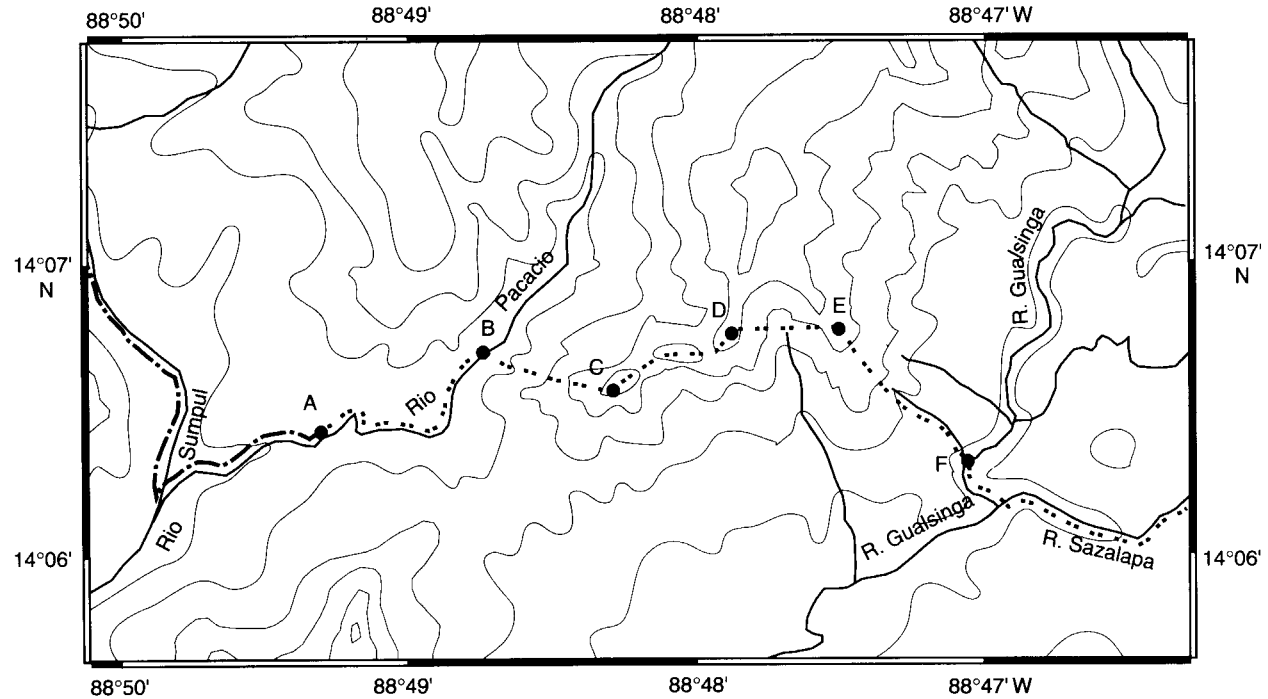 88°50' 88°49' 88°48' 88°47' W
R. Gualsinga
14°07'
N
14°07'
N
Pacacio
D E
B
C
Rio
A
Sumpul
F
R. Gualsinga
Rio
R. Sazalapa
14°06'
14°06'
88°50' 88°49' 88°48' 88°47' W